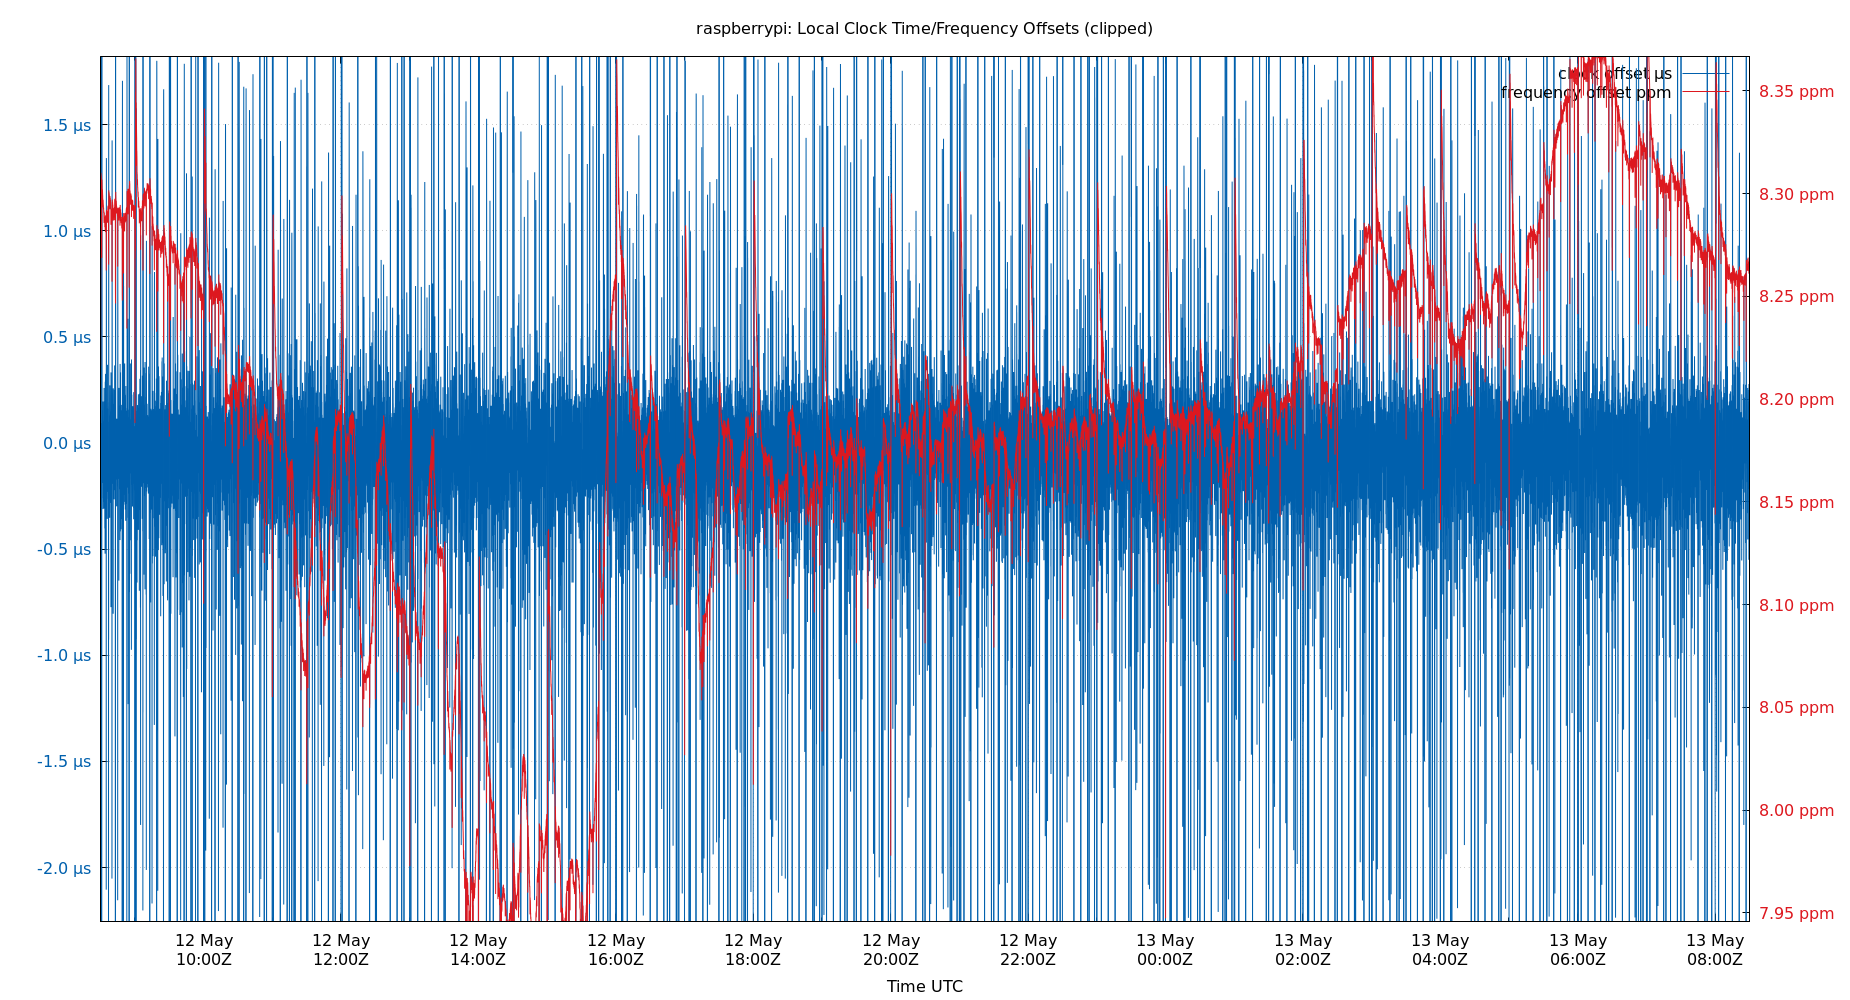 raspberrypi: Local Clock Time/Frequency Offsets (clipped)
clock offset µs
frequency offset ppm
1.5 µs
1.0 µs
0.5 µs
0.0 µs
-0.5 µs
-1.0 µs
-1.5 µs
-2.0 µs
8.35 ppm
8.30 ppm
8.25 ppm
8.20 ppm
8.15 ppm
8.10 ppm
8.05 ppm
8.00 ppm
7.95 ppm
12 May 12 May 12 May 12 May 12 May 12 May 12 May 13 May 13 May 13 May 13 May 13 May
10:00Z 12:00Z 14:00Z 16:00Z 18:00Z 20:00Z 22:00Z 00:00Z 02:00Z 04:00Z 06:00Z 08:00Z
Time UTC